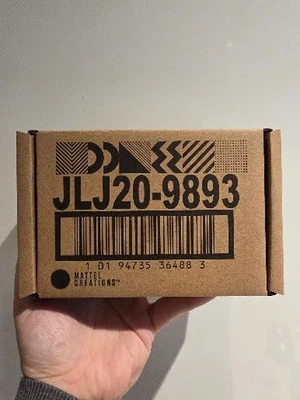 JLJ20-9893
1 01 94735 36488 3
MATTEL
CREATIONS™